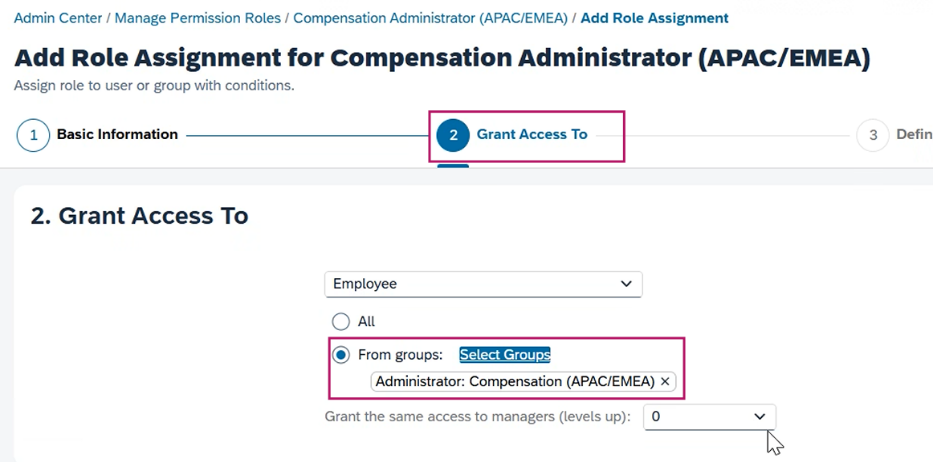 Admin Center / Manage Permission Roles / Compensation Administrator (APAC/EMEA) / Add Role Assignment
Add Role Assignment for Compensation Administrator (APAC/EMEA)
Assign role to user or group with conditions.
1 Basic Information
2 Grant Access To
3 Defin
2. Grant Access To
Employee
All
From groups: Select Groups
Administrator: Compensation (APAC/EMEA) ×
Grant the same access to managers (levels up): 0